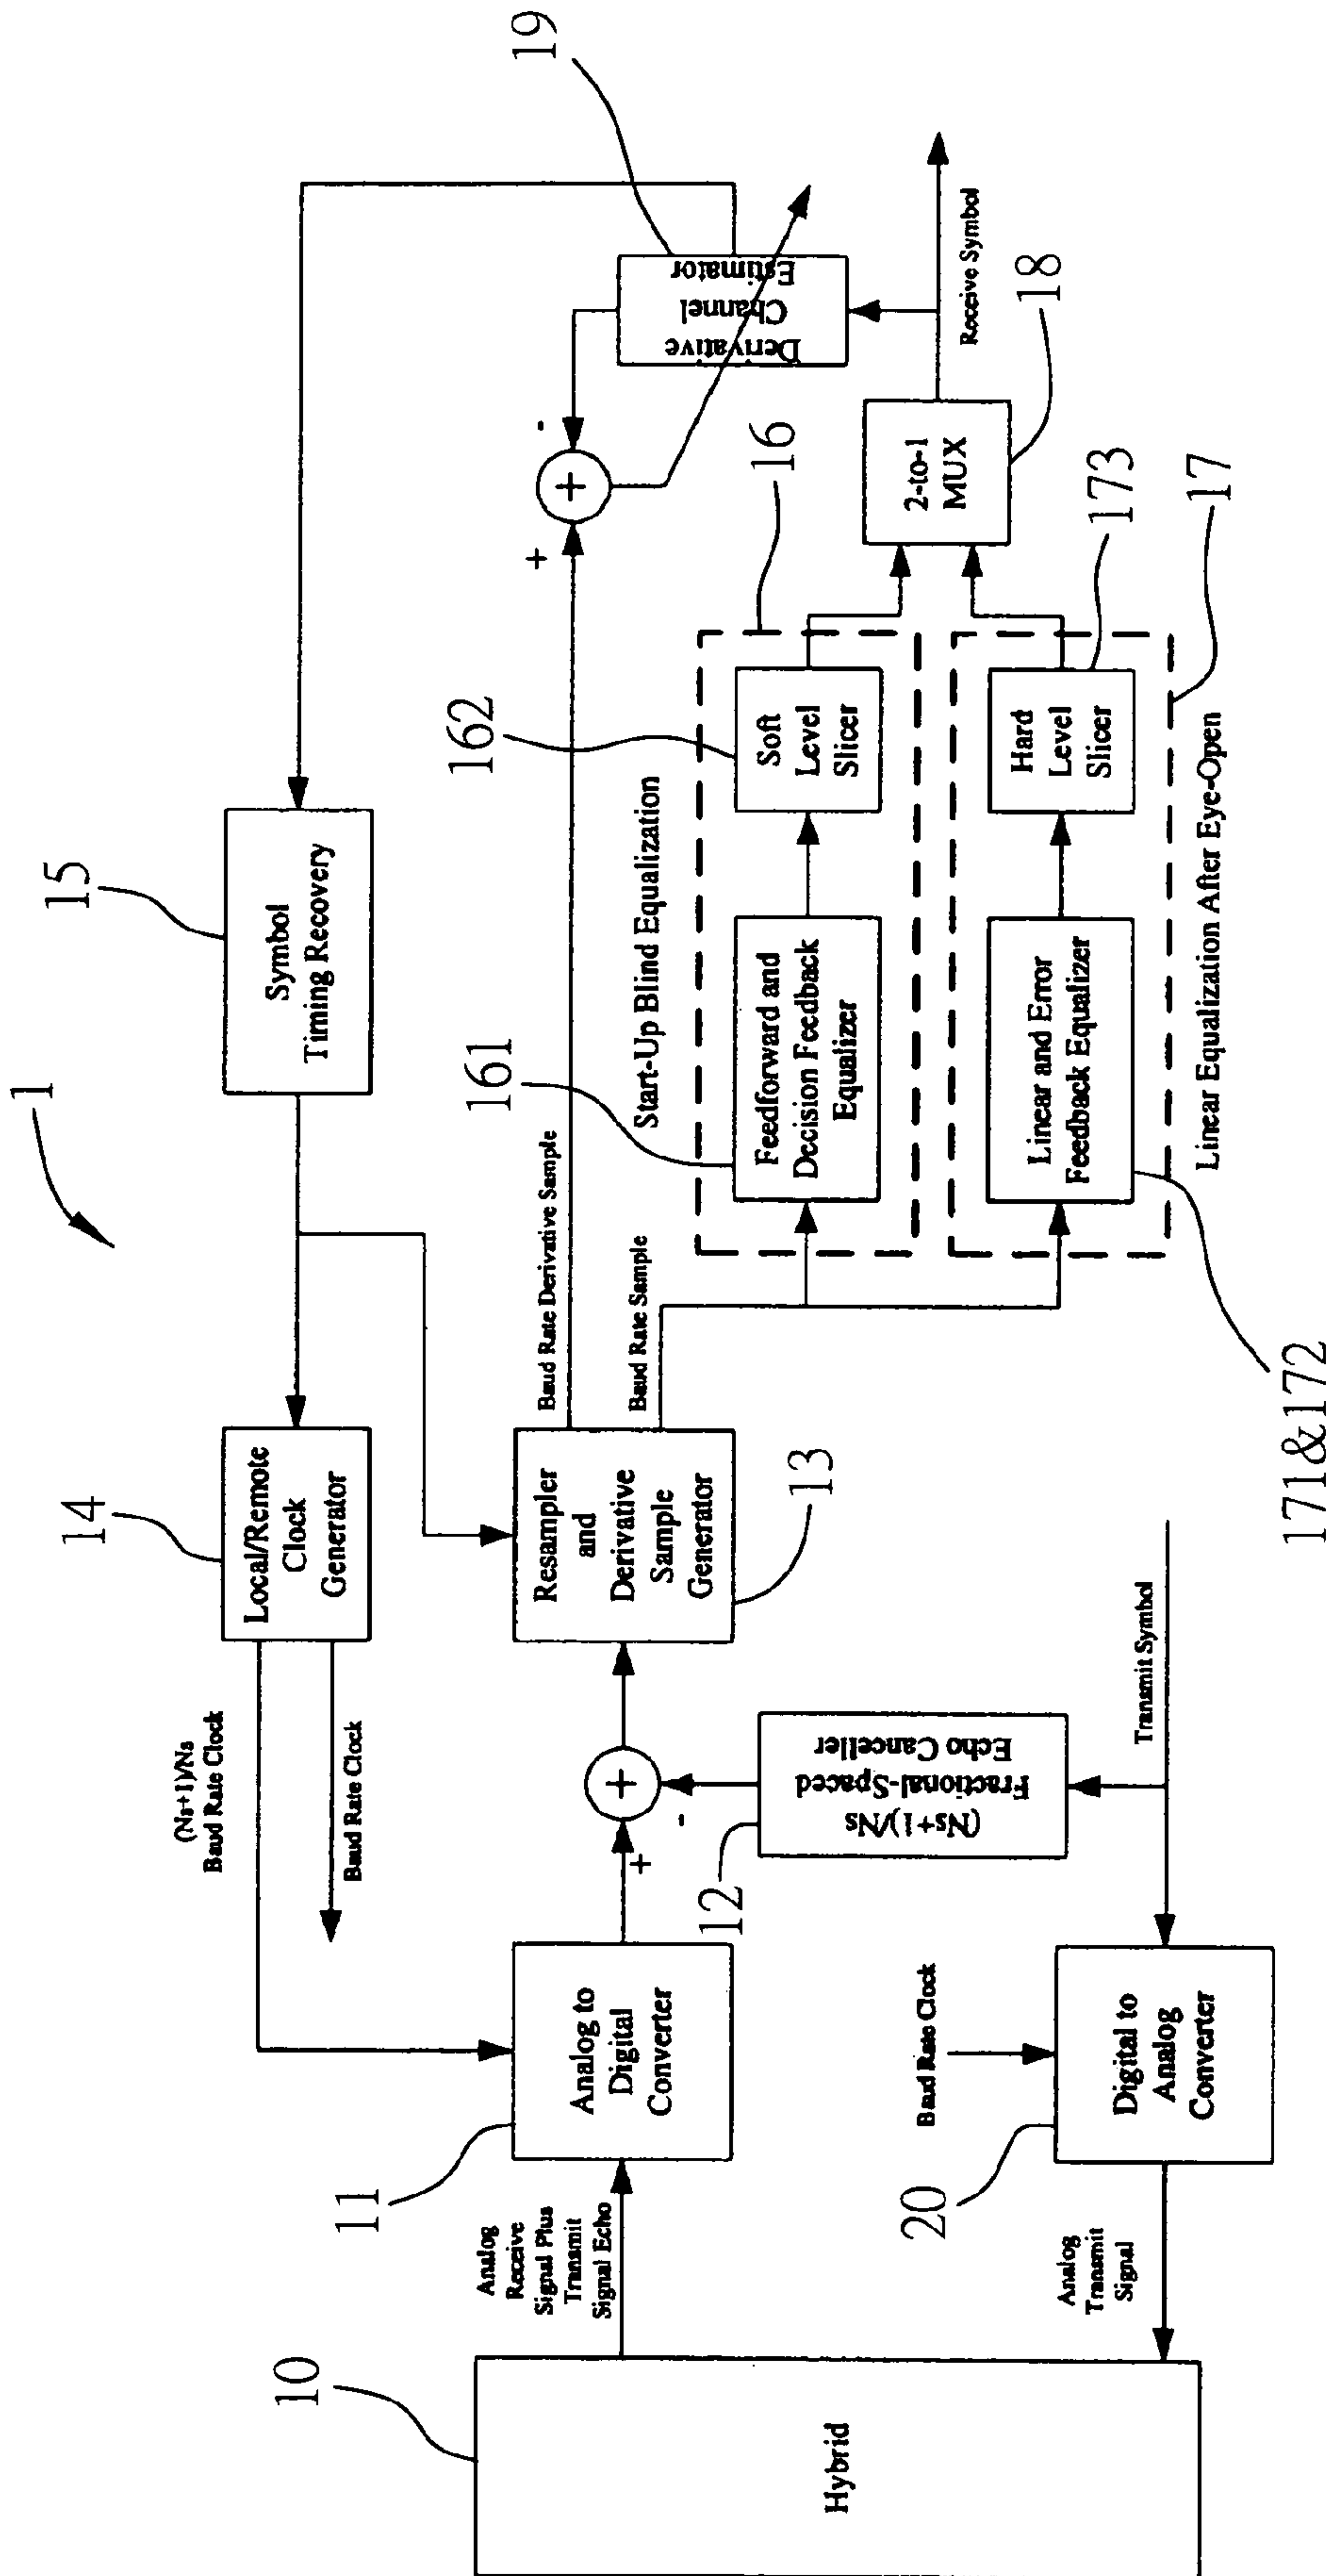 1
14
15
19
(Ns+1)/Ns
Baud Rate Clock
Baud Rate Clock
Local/Remote
Clock
Generator
Symbol
Timing Recovery
10
Hybrid
Analog
Receive
Signal Plus
Transmit
Signal Echo
11
Analog to
Digital
Converter
+
-
+
12
(Ns+1)/Ns
Fractional-Spaced
Echo Canceller
Resampler
and
Derivative
Sample
Generator
13
Baud Rate Derivative Sample
Baud Rate Sample
+
-
+
Derivative
Channel
Estimator
161
162
16
Start-Up Blind Equalization
Feedforward and
Decision Feedback
Equalizer
Soft
Level
Slicer
Linear and Error
Feedback Equalizer
Hard
Level
Slicer
173
17
171&172
Linear Equalization After Eye-Open
2-to-1
MUX
18
Receive Symbol
Analog
Transmit
Signal
20
Baud Rate Clock
Digital to
Analog
Converter
Transmit Symbol